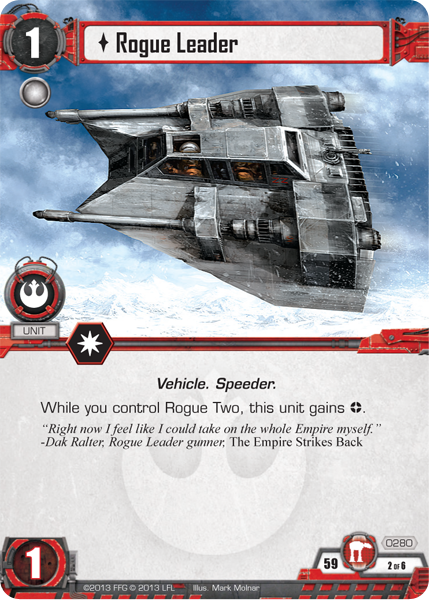 1
Rogue Leader
UNIT
Vehicle. Speeder.
While you control Rogue Two, this unit gains .
“Right now I feel like I could take on the whole Empire myself.”
-Dak Ralter, Rogue Leader gunner, The Empire Strikes Back
1
0280
59
2 OF 6
©2013 FFG © 2013 LFL
Illus. Mark Molnar